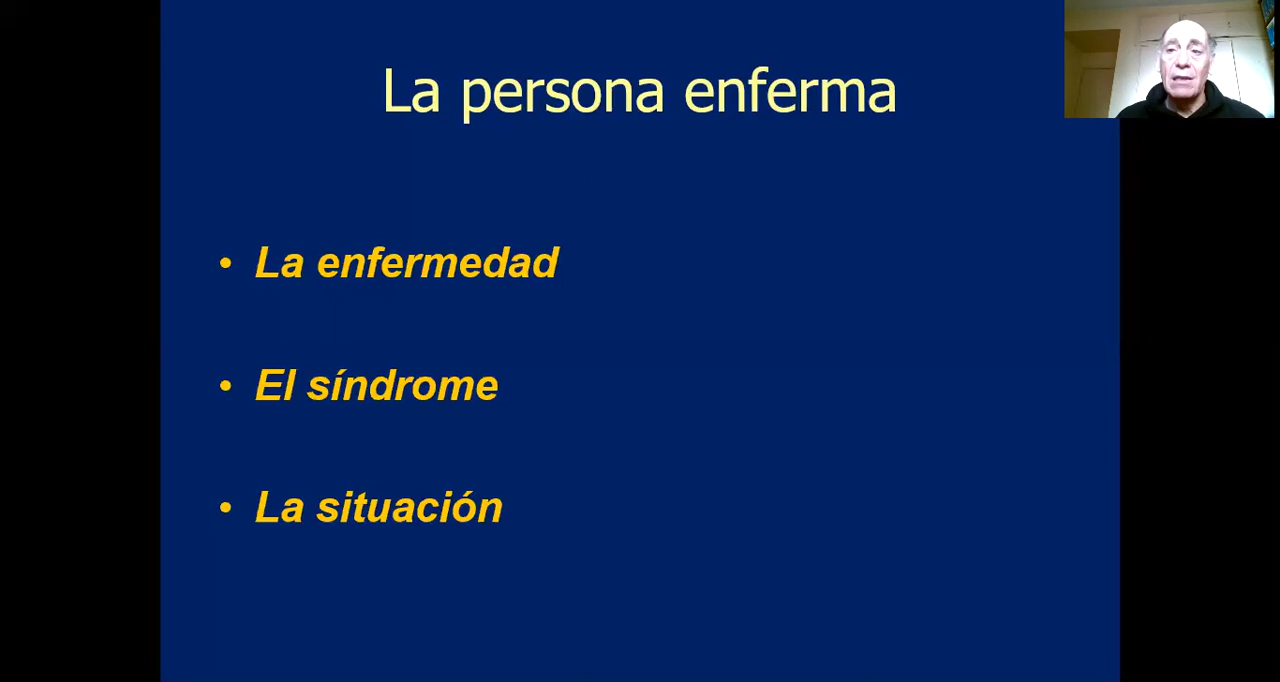 La persona enferma
• La enfermedad
• El síndrome
• La situación